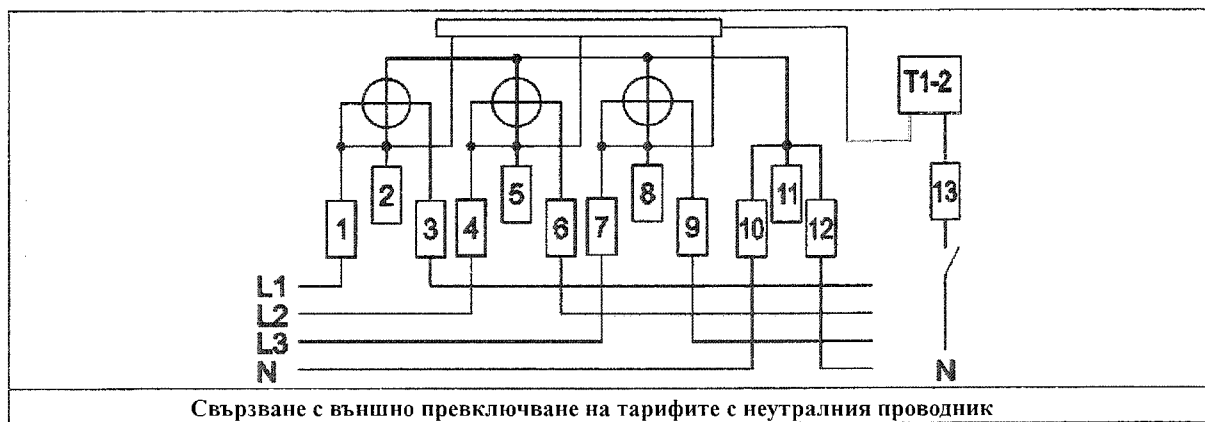 T1-2
2
5
8
11
13
1
3
4
6
7
9
10
12
L1
L2
L3
N
N
Свързване с външно превключване на тарифите с неутралния проводник